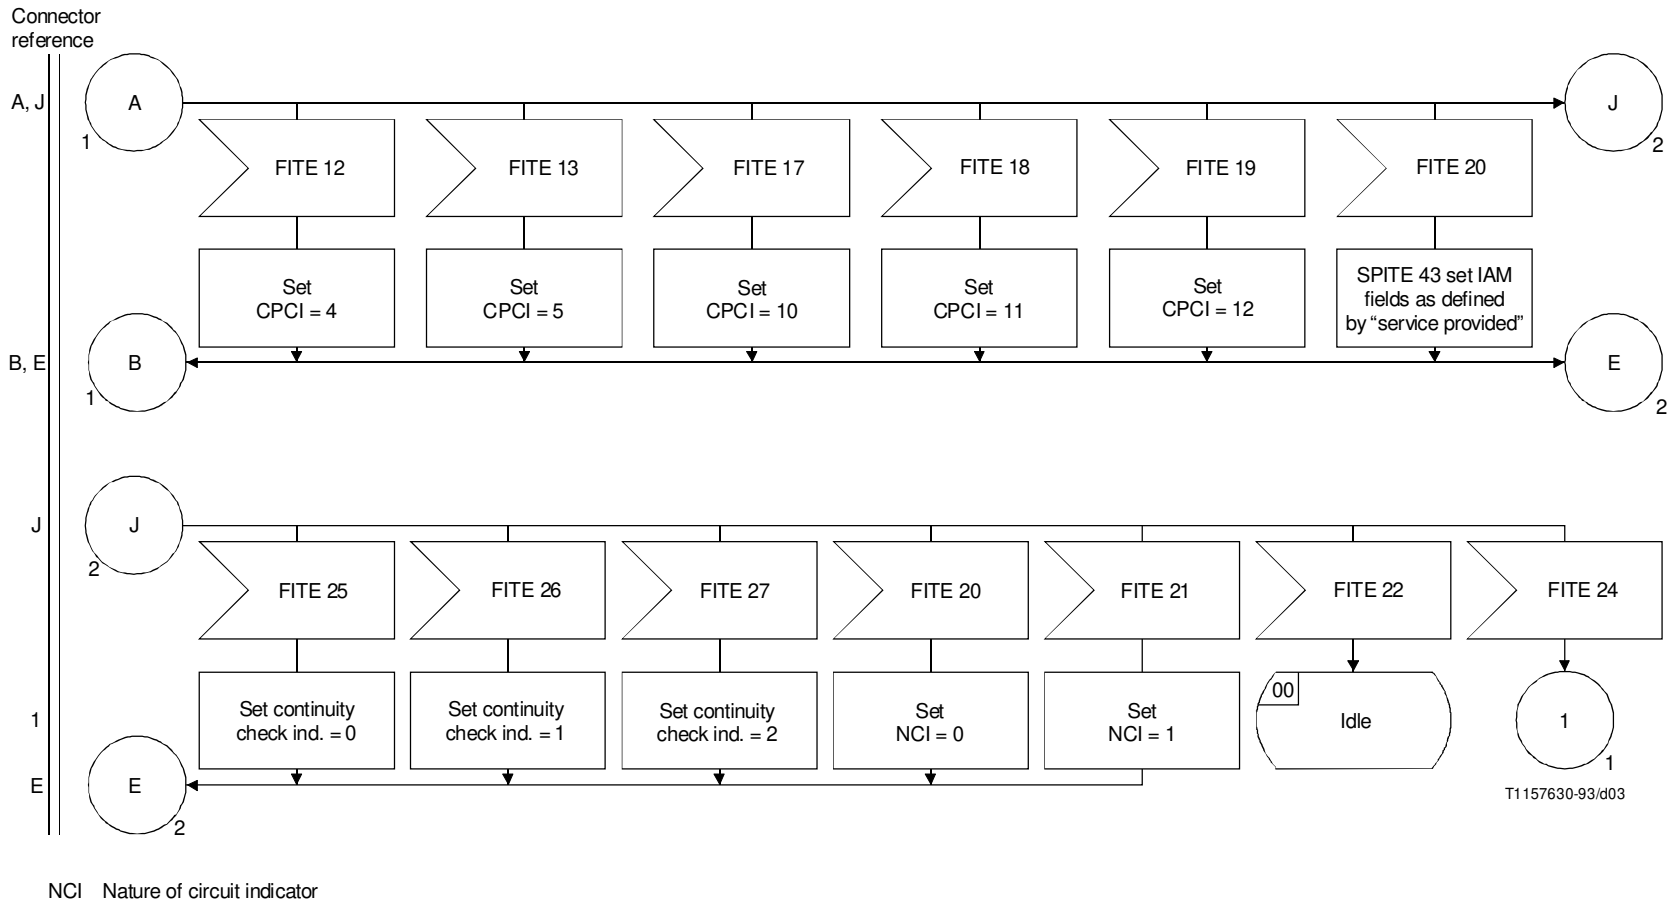 Connector
reference
A, J
A
J
1
2
FITE 12
FITE 13
FITE 17
FITE 18
FITE 19
FITE 20
Set
CPCI = 4
Set
CPCI = 5
Set
CPCI = 10
Set
CPCI = 11
Set
CPCI = 12
SPITE 43 set IAM
fields as defined
by “service provided”
B, E
B
E
1
2
J
J
2
FITE 25
FITE 26
FITE 27
FITE 20
FITE 21
FITE 22
FITE 24
1
Set continuity
check ind. = 0
Set continuity
check ind. = 1
Set continuity
check ind. = 2
Set
NCI = 0
Set
NCI = 1
00
Idle
1
1
E
E
2
T1157630-93/d03
NCI Nature of circuit indicator